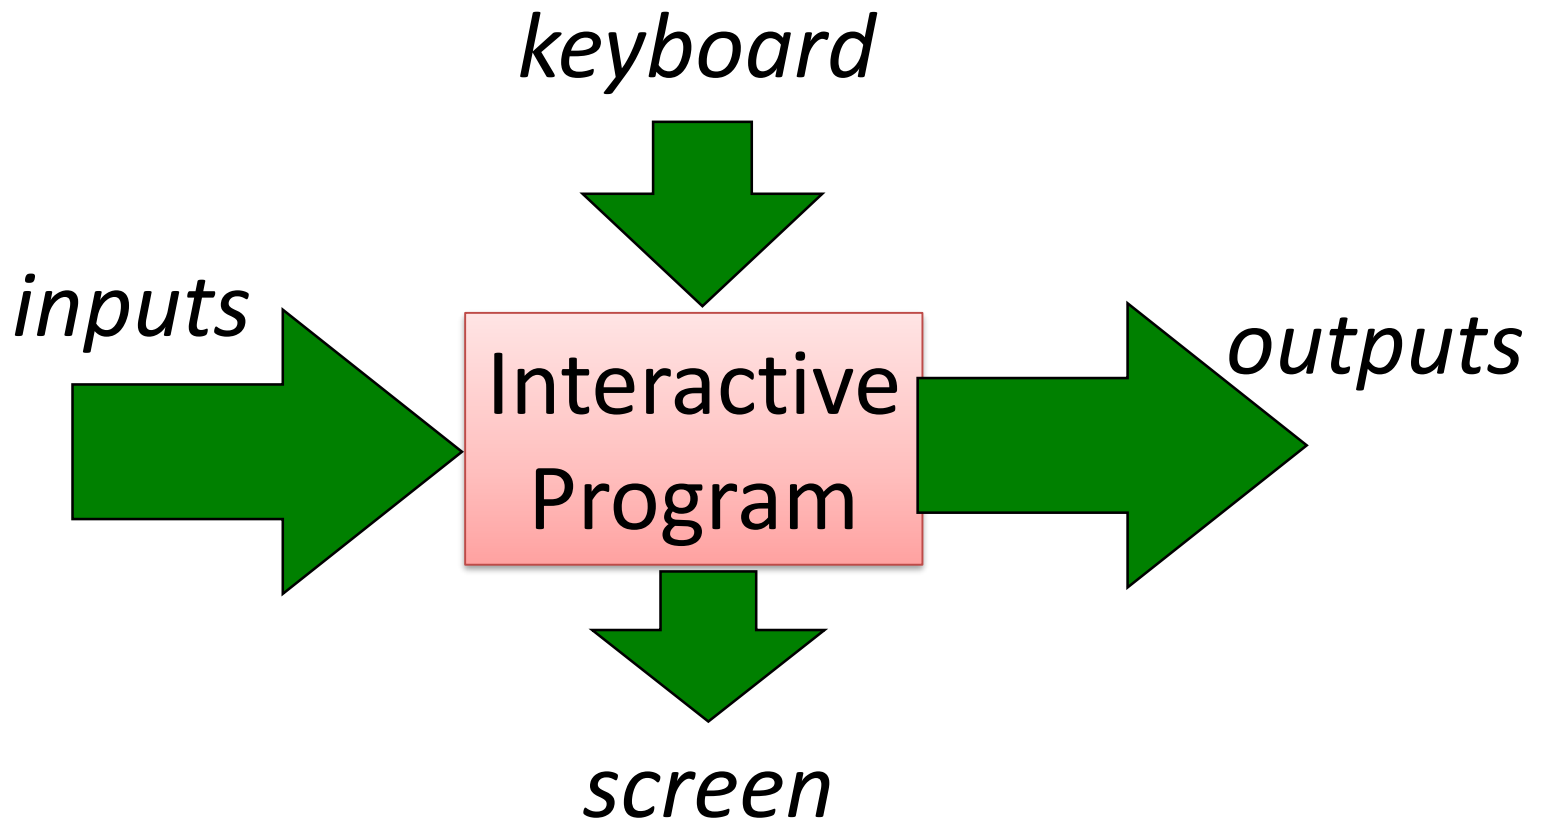 keyboard
inputs
Interactive
Program
outputs
screen